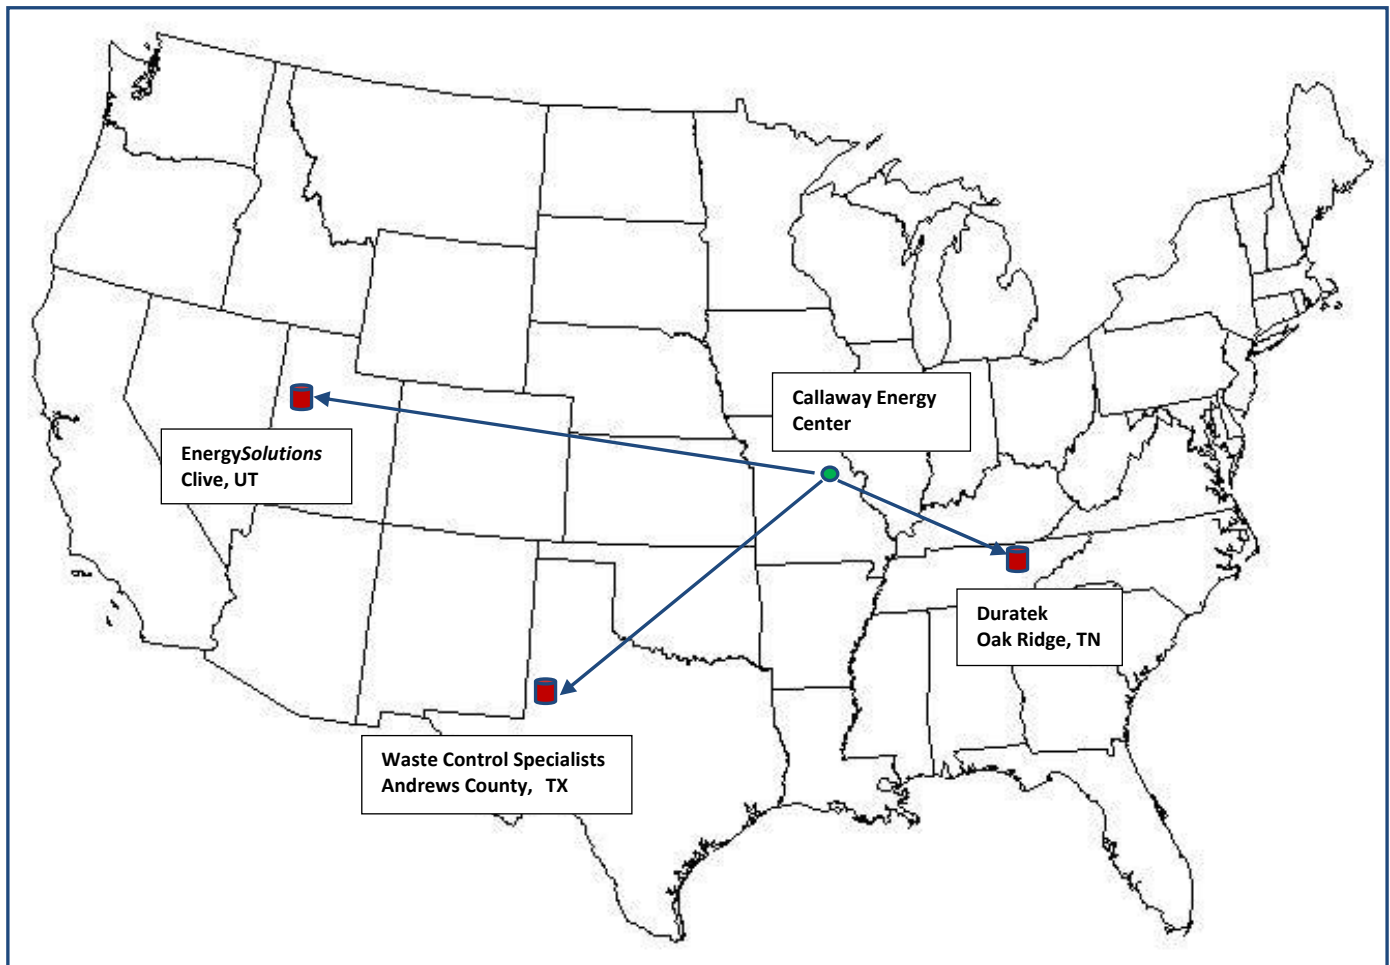 Callaway Energy
Center
EnergySolutions
Clive, UT
Duratek
Oak Ridge, TN
Waste Control Specialists
Andrews County, TX